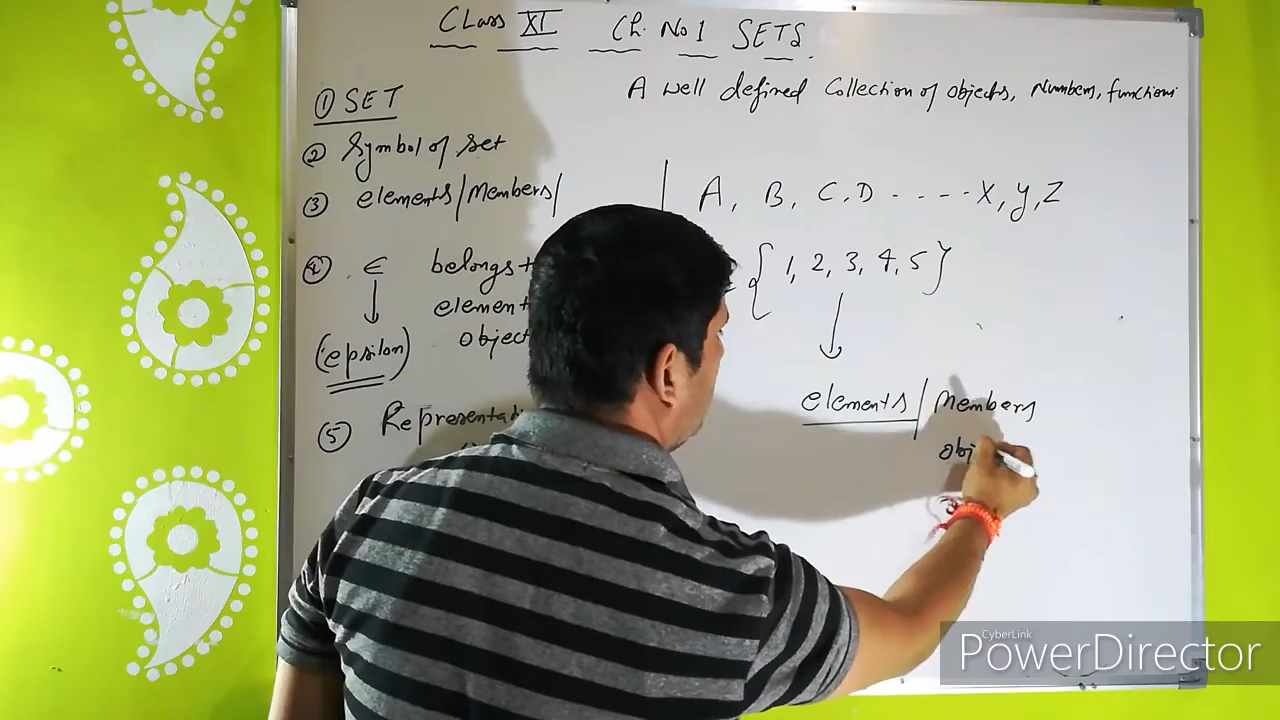 Class XI Ch. No 1 SETS.
① SET
A well defined Collection of objects, Numbers, functions
② Symbol of set
③ elements/Members/
A, B, C, D ----- X, Y, Z
④ ∈ belongs
{1, 2, 3, 4, 5}
element
(epsilon) object
elements/Members
obj
⑤ Representati
CyberLink
PowerDirector